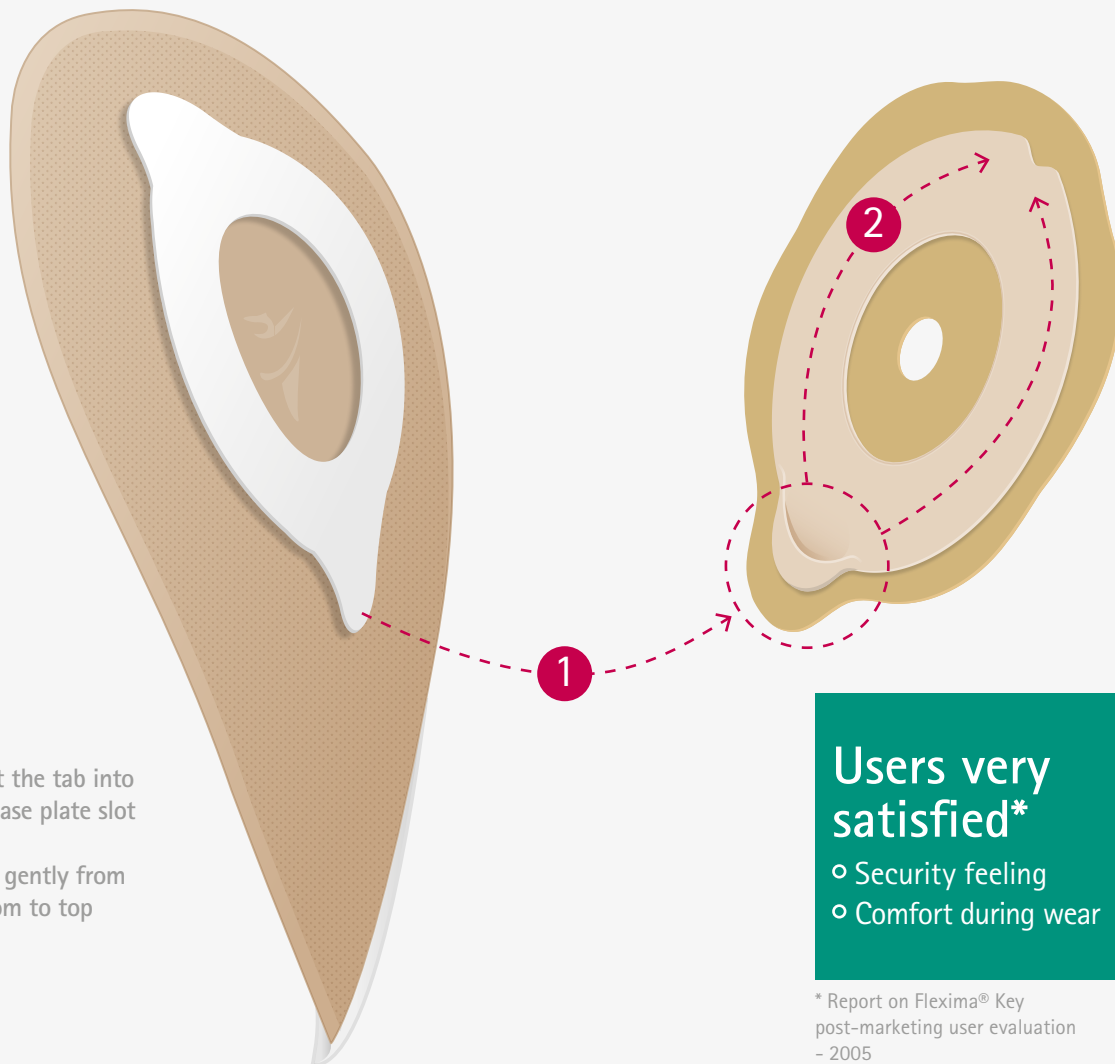 2
1
t the tab into
ase plate slot
gently from
om to top
Users very
satisfied*
Security feeling
Comfort during wear
* Report on Flexima® Key
post-marketing user evaluation
- 2005